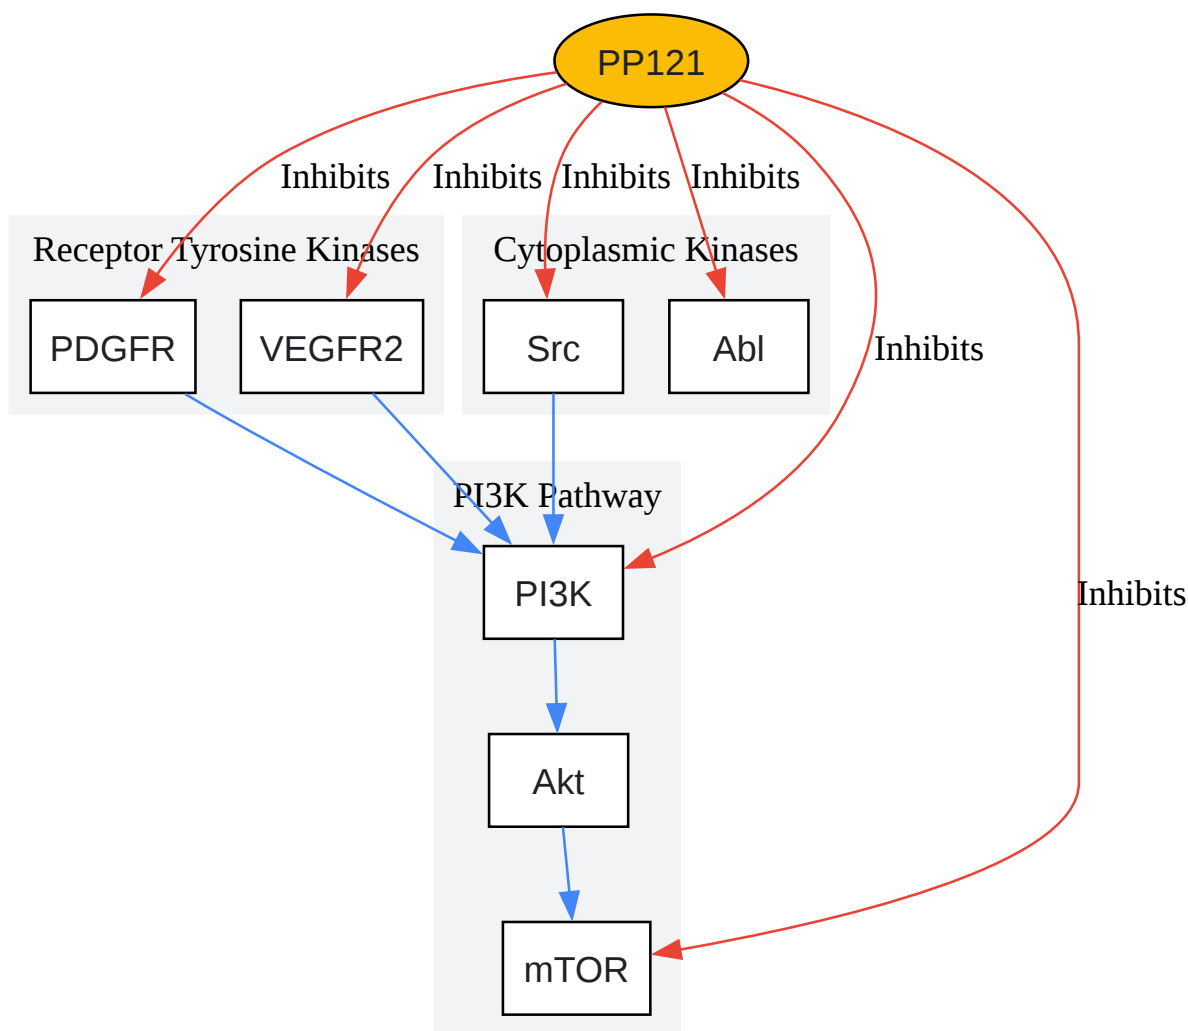 PP121
Inhibits Inhibits Inhibits Inhibits
Receptor Tyrosine Kinases
Cytoplasmic Kinases
PDGFR
VEGFR2
Src
Abl
Inhibits
PI3K Pathway
PI3K
Inhibits
Akt
mTOR